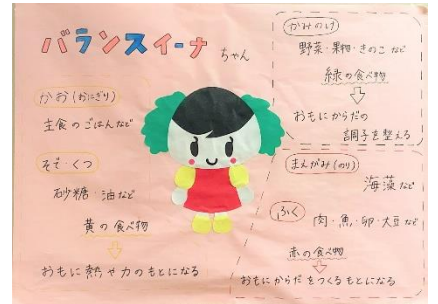 バランスイーナ ちゃん
かお(おにぎり)
主食のごはんなど
そで・くつ
砂糖・油など
黄の食べ物
おもに熱や力のもとになる
かみのけ
野菜・果物・きのこなど
緑の食べ物
おもにからだの
調子を整える
まえがみ(のり)
海藻など
ふく
肉・魚・卵・大豆など
赤の食べ物
おもにからだをつくるもとになる